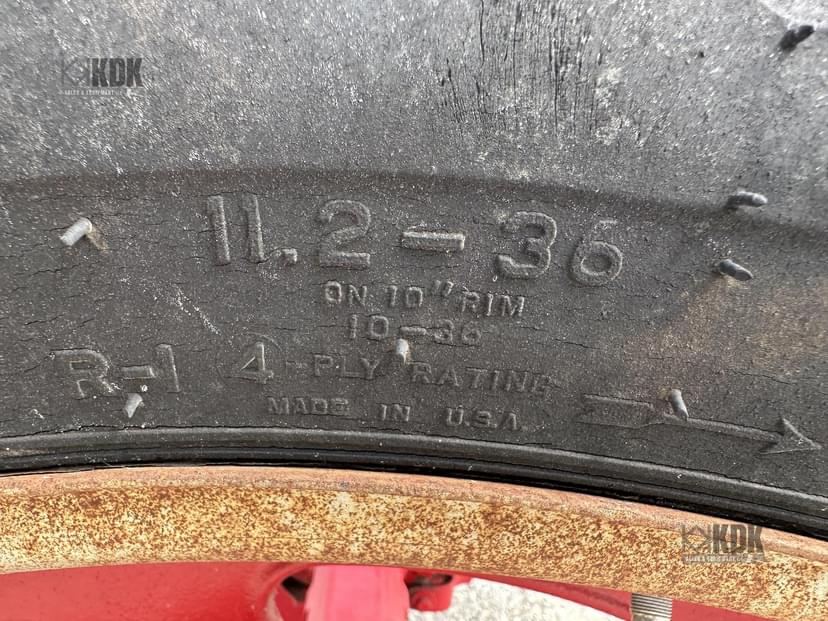 KDK
11.2-36
ON 10" RIM
10-36
R-1 4-PLY RATING
MADE IN U.S.A.
KDK